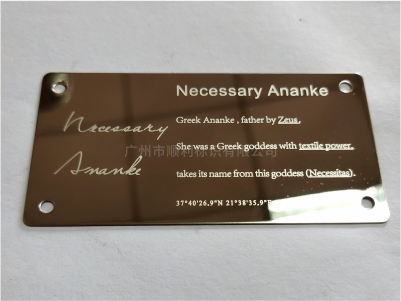 Necessary Ananke
Necessary
Ananke
Greek Ananke , father by Zeus.
She was a Greek goddess with textile power.
takes its name from this goddess (Necessitas).
37°40'26.9"N 21°38'35.9"E
广州市顺利标识有限公司